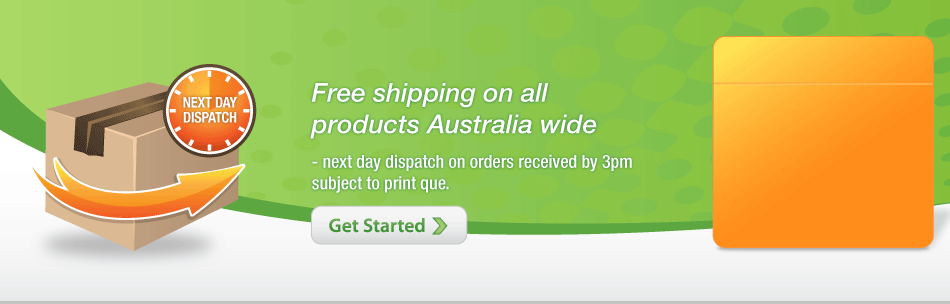 NEXT DAY
DISPATCH
Free shipping on all
products Australia wide
- next day dispatch on orders received by 3pm
subject to print que.
Get Started